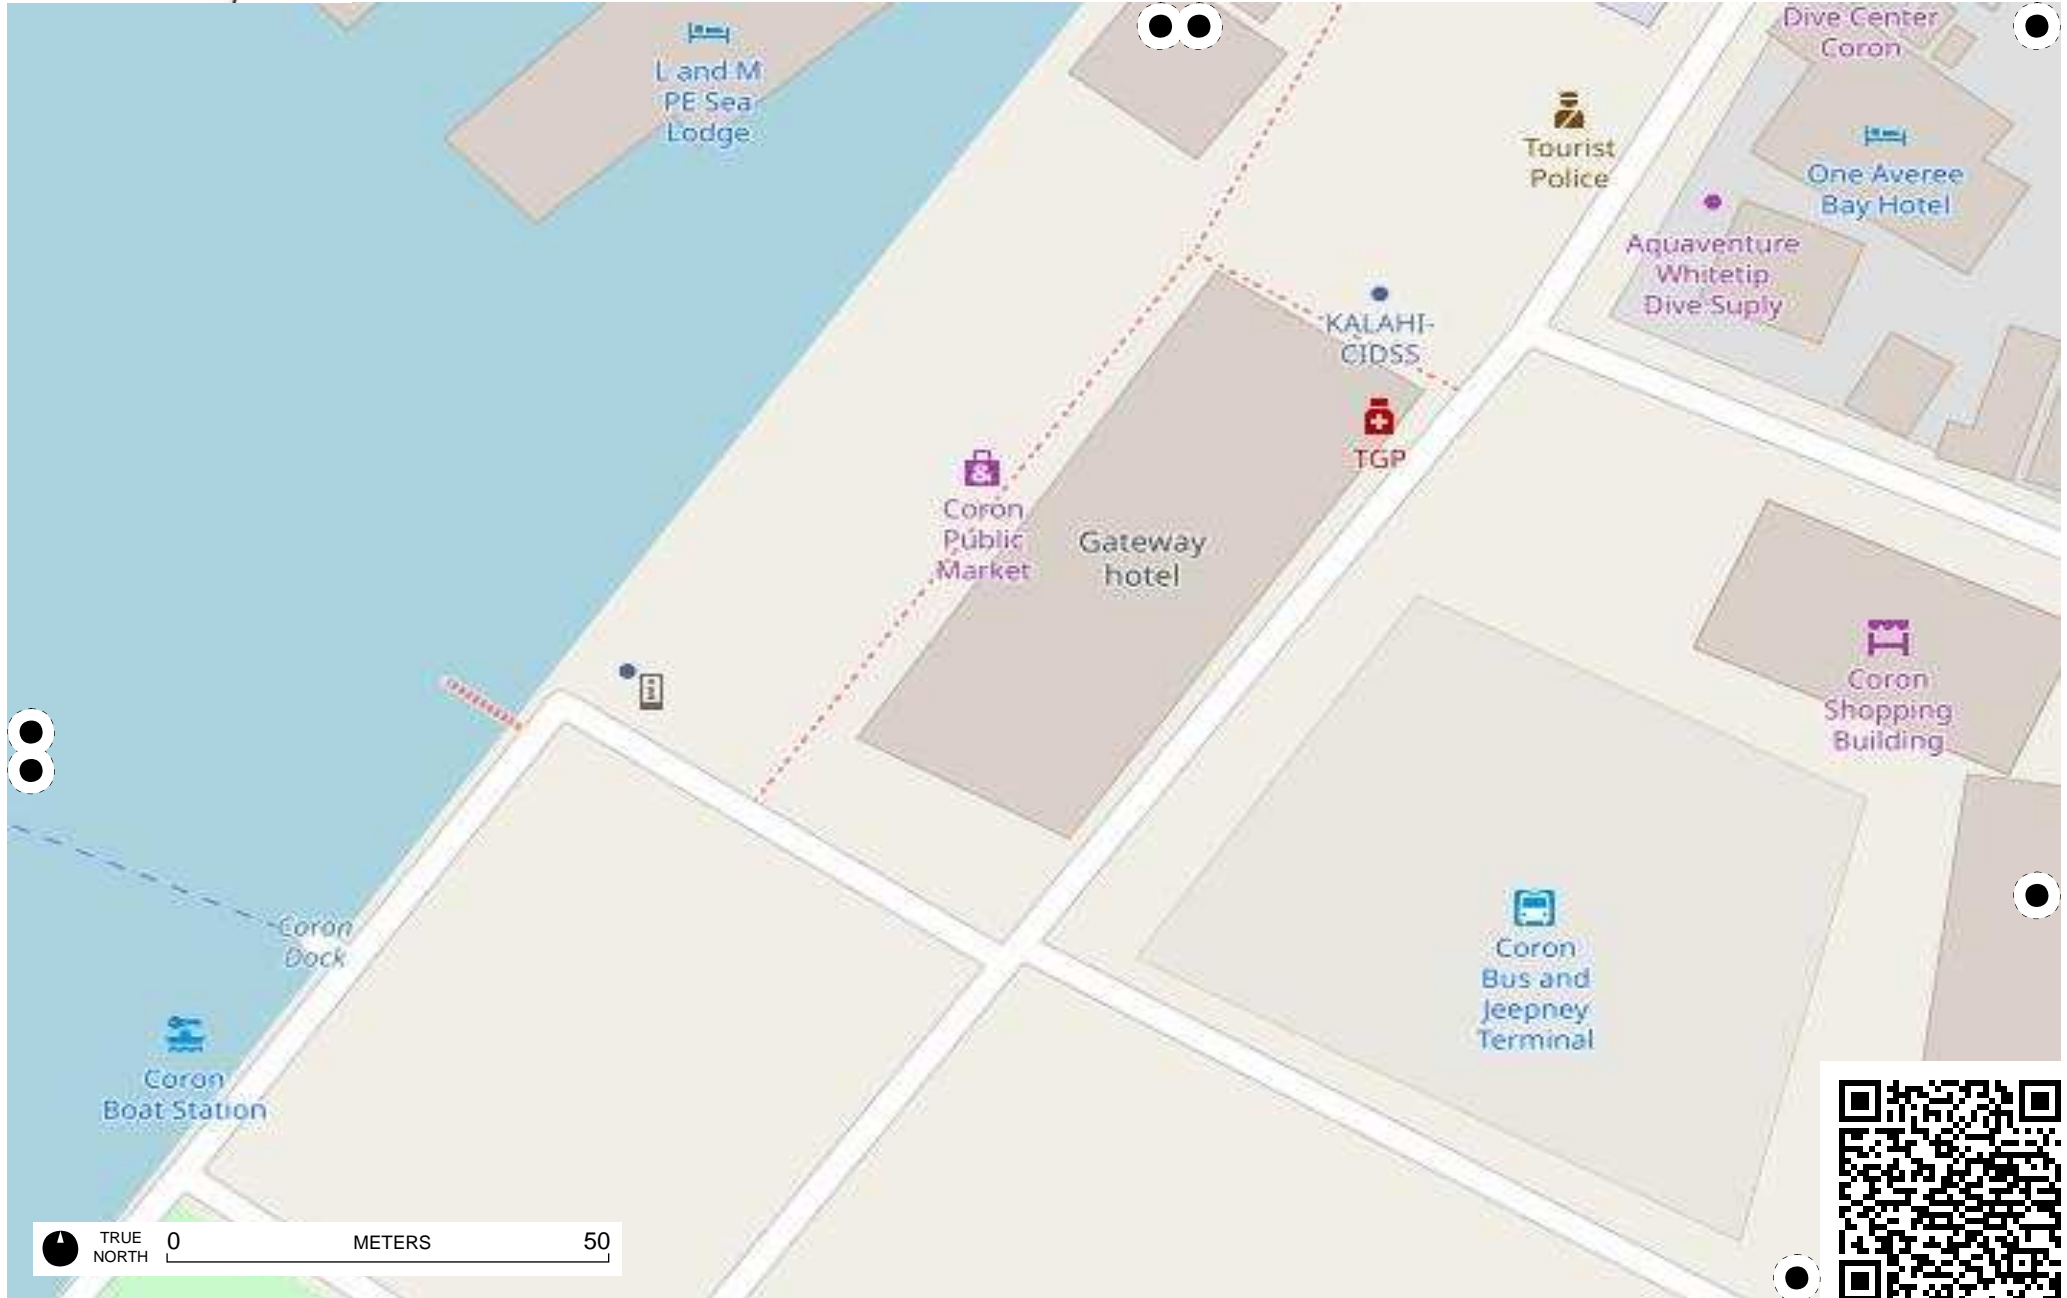 L and M
PE Sea
Lodge
Dive Center
Coron
Tourist
Police
One Averee
Bay Hotel
Aquaventure
Whitetip
Dive Suply
KALAHI-
CIDSS
TGP
Coron
Public
Market
Gateway
hotel
Coron
Shopping
Building
Coron
Dock
Coron
Bus and
Jeepney
Terminal
Coron
Boat Station
TRUE
NORTH
0 METERS 50